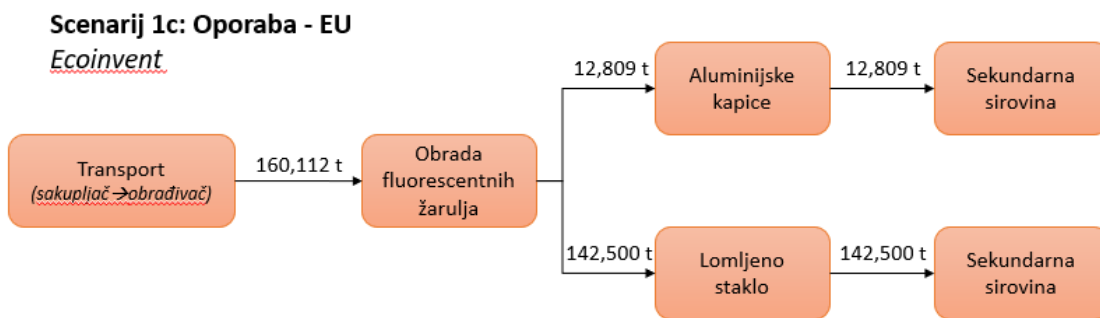 Scenarij 1c: Oporaba - EU
Ecoinvent
Transport
(sakupljač→obrađivač)
160,112 t
Obrada
fluorescentnih
žarulja
12,809 t
Aluminijske
kapice
12,809 t
Sekundarna
sirovina
142,500 t
Lomljeno
staklo
142,500 t
Sekundarna
sirovina